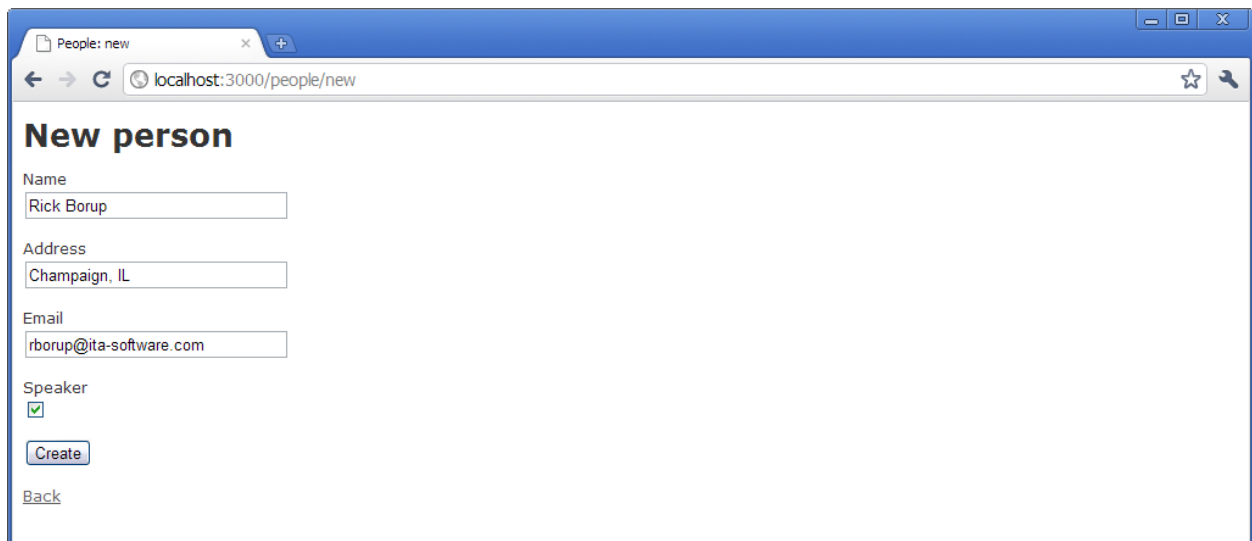 People: new
localhost:3000/people/new
New person
Name
Rick Borup
Address
Champaign, IL
Email
rborup@ita-software.com
Speaker
Create
Back